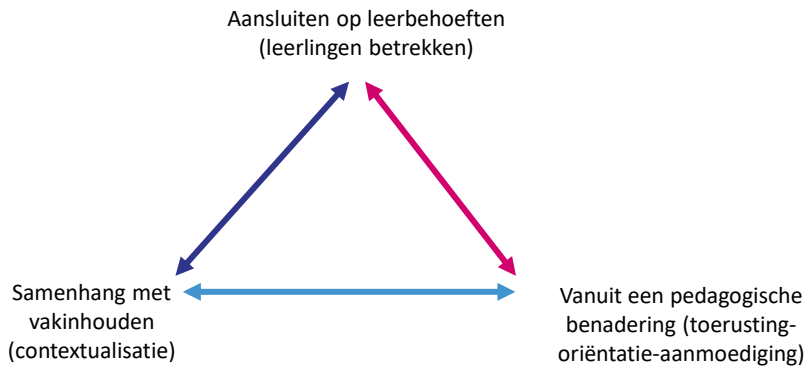 Aansluiten op leerbehoeften
(leerlingen betrekken)
Samenhang met
vakinhouden
(contextualisatie)
Vanuit een pedagogische
benadering (toerusting-
oriëntatie-aanmoediging)